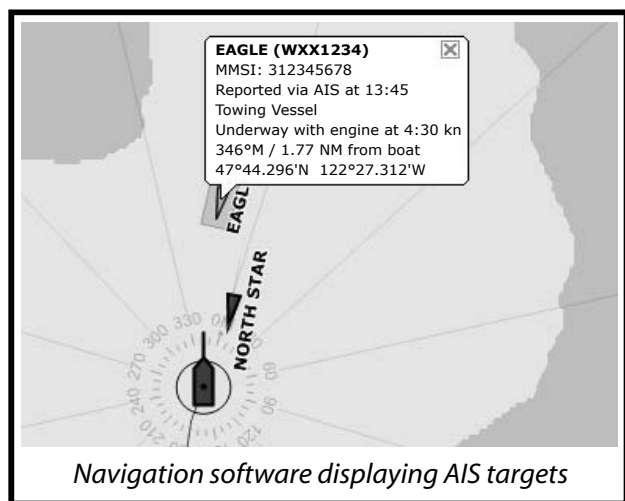 EAGLE (WXX1234)
MMSI: 312345678
Reported via AIS at 13:45
Towing Vessel
Underway with engine at 4:30 kn
346°M / 1.77 NM from boat
47°44.296'N 122°27.312'W
EAGLE
NORTH STAR
330
300
270
240
210
60
90
120
Navigation software displaying AIS targets